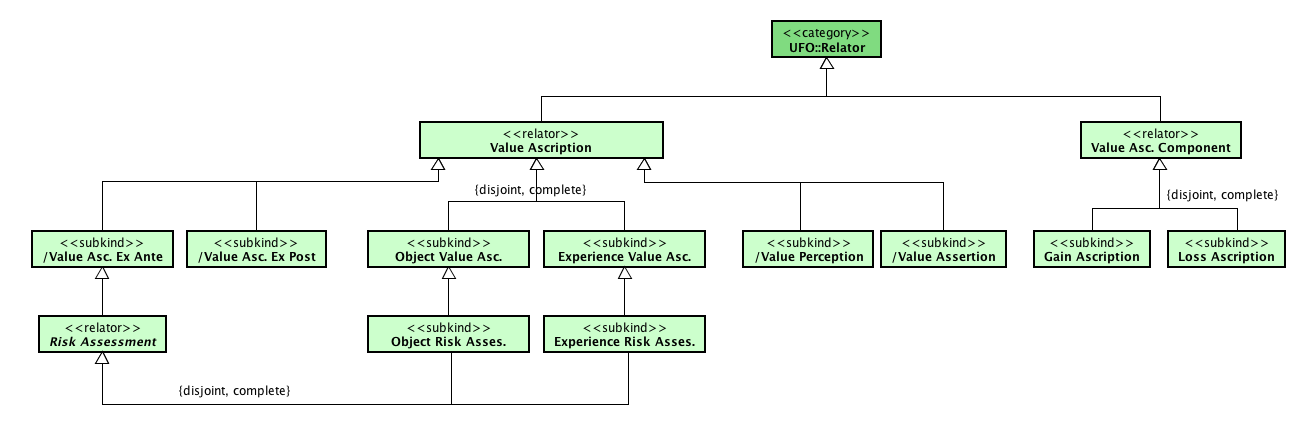 <<category>>
UFO::Relator
<<relator>>
Value Ascription
<<relator>>
Value Asc. Component
{disjoint, complete}
{disjoint, complete}
<<subkind>>
/Value Asc. Ex Ante
<<subkind>>
/Value Asc. Ex Post
<<subkind>>
Object Value Asc.
<<subkind>>
Experience Value Asc.
<<subkind>>
/Value Perception
<<subkind>>
/Value Assertion
<<subkind>>
Gain Ascription
<<subkind>>
Loss Ascription
<<relator>>
Risk Assessment
<<subkind>>
Object Risk Asses.
<<subkind>>
Experience Risk Asses.
{disjoint, complete}